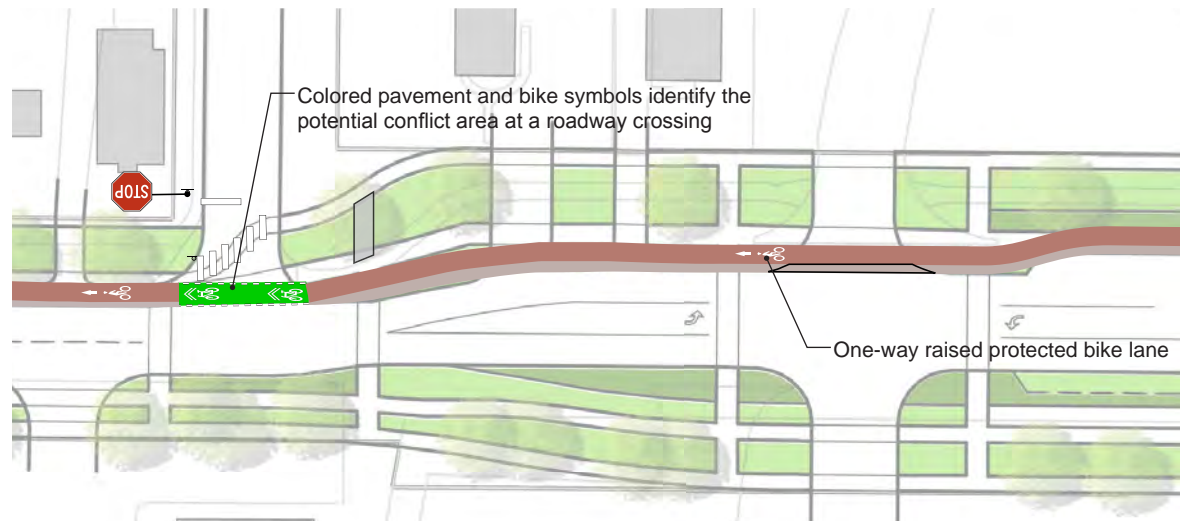 Colored pavement and bike symbols identify the
potential conflict area at a roadway crossing
STOP
One-way raised protected bike lane